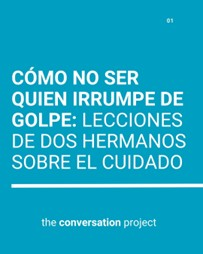 01
CÓMO NO SER
QUIEN IRRUMPE DE
GOLPE: LECCIONES
DE DOS HERMANOS
SOBRE EL CUIDADO
the conversation project